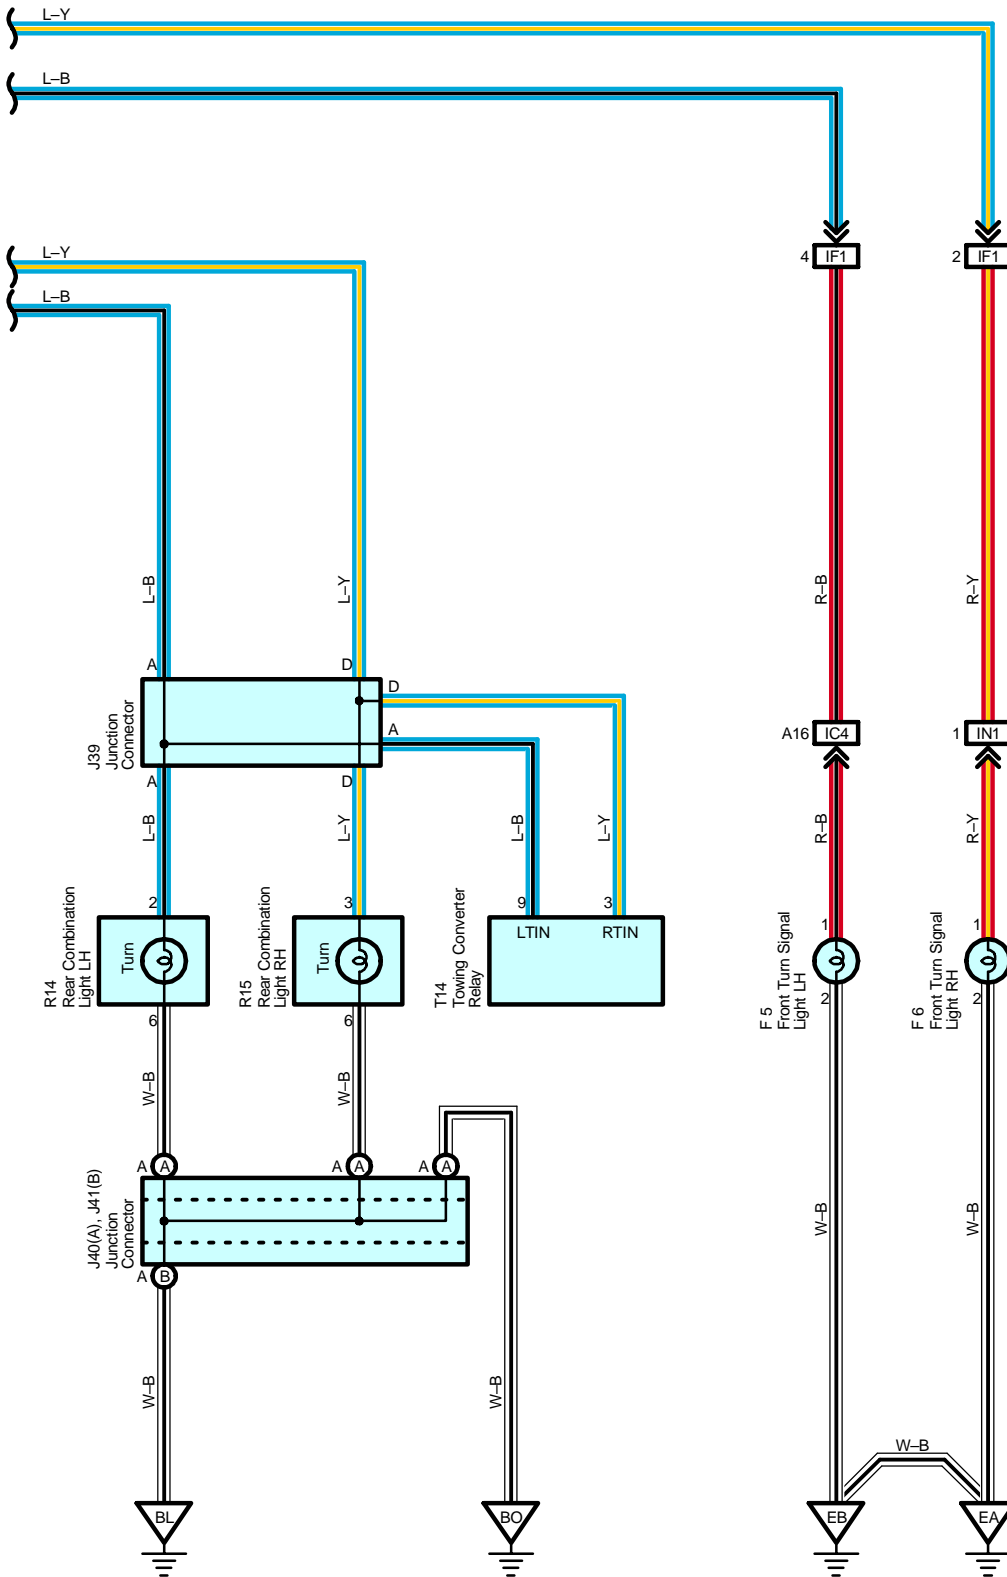 L–Y
L–B
L–Y
L–B
4 IF1
2 IF1
L–B
L–Y
R–B
R–Y
A
D
D
A
J39
Junction
Connector
A16 IC4
1 IN1
A
D
L–B
L–Y
L–B
L–Y
R–B
R–Y
2
3
9
3
1
1
R14
Rear Combination
Light LH
Turn
R15
Rear Combination
Light RH
Turn
T14
Towing Converter
Relay
LTIN
RTIN
F 5
Front Turn Signal
Light LH
F 6
Front Turn Signal
Light RH
6
6
2
2
W–B
W–B
A A
A A
A A
J40(A), J41(B)
Junction
Connector
A B
W–B
W–B
W–B
W–B
W–B
BL
BO
EB
EA